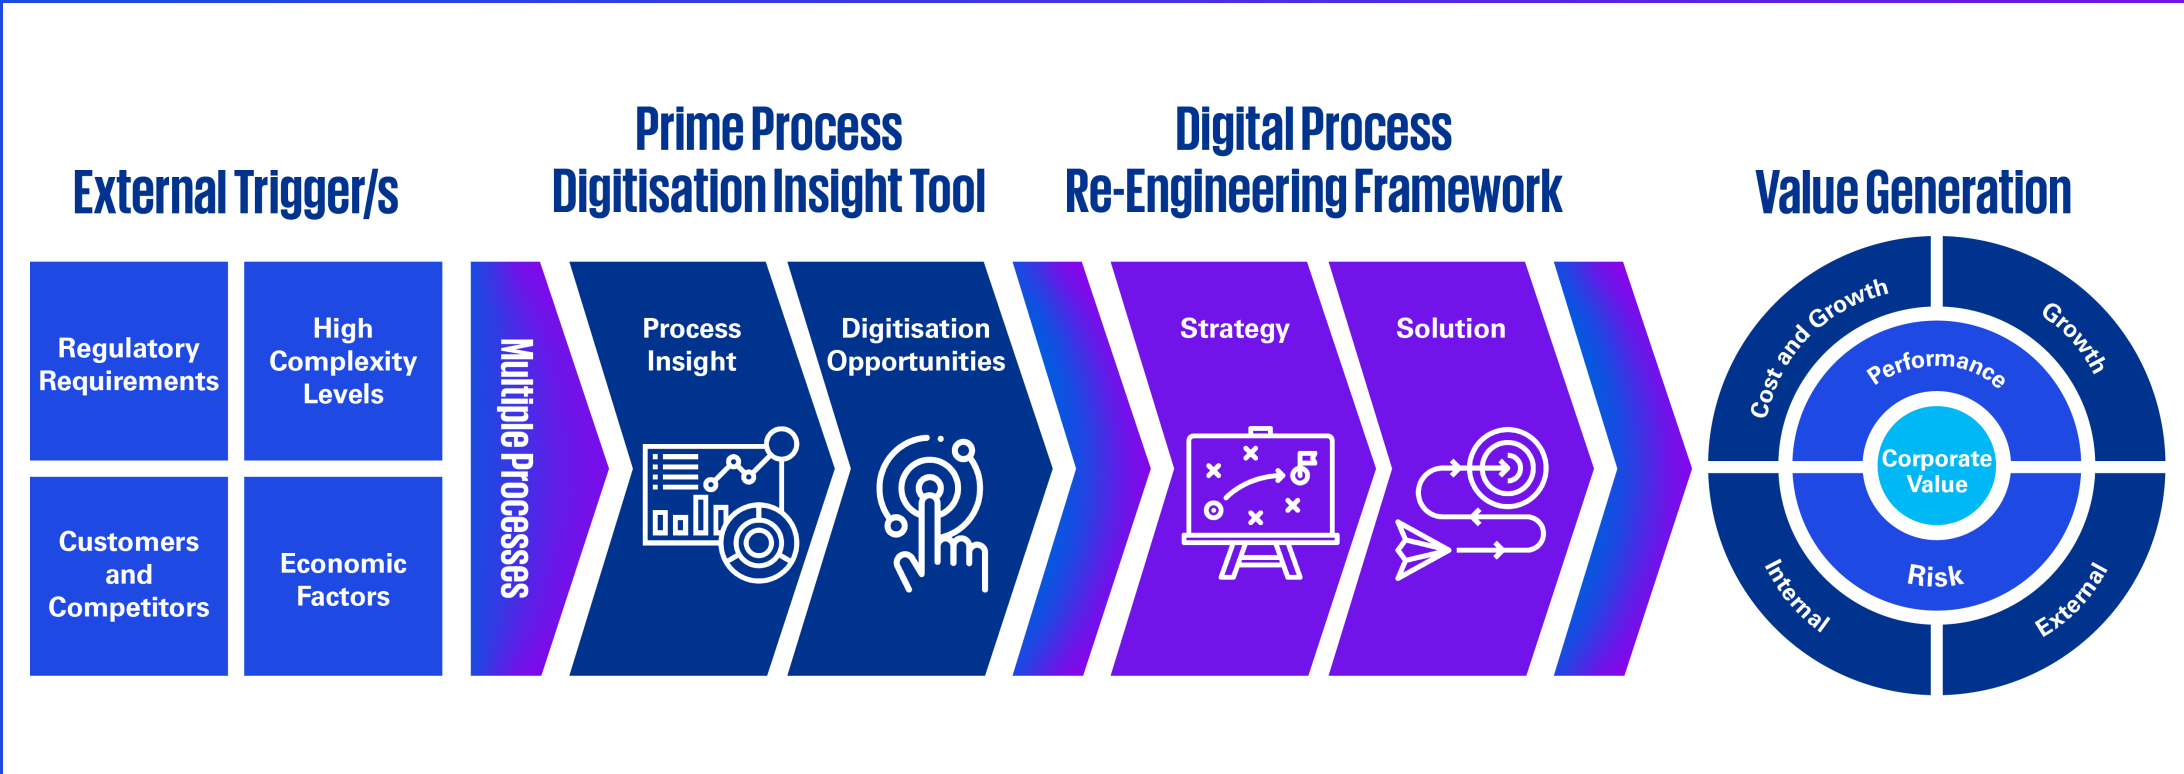 External Trigger/s
Regulatory
Requirements
High
Complexity
Levels
Customers
and
Competitors
Economic
Factors
Multiple Processes
Prime Process
Digitisation Insight Tool
Process
Insight
Digitisation
Opportunities
Digital Process
Re-Engineering Framework
Strategy
Solution
Value Generation
Cost and Growth
Growth
Performance
Corporate
Value
Risk
Internal
External